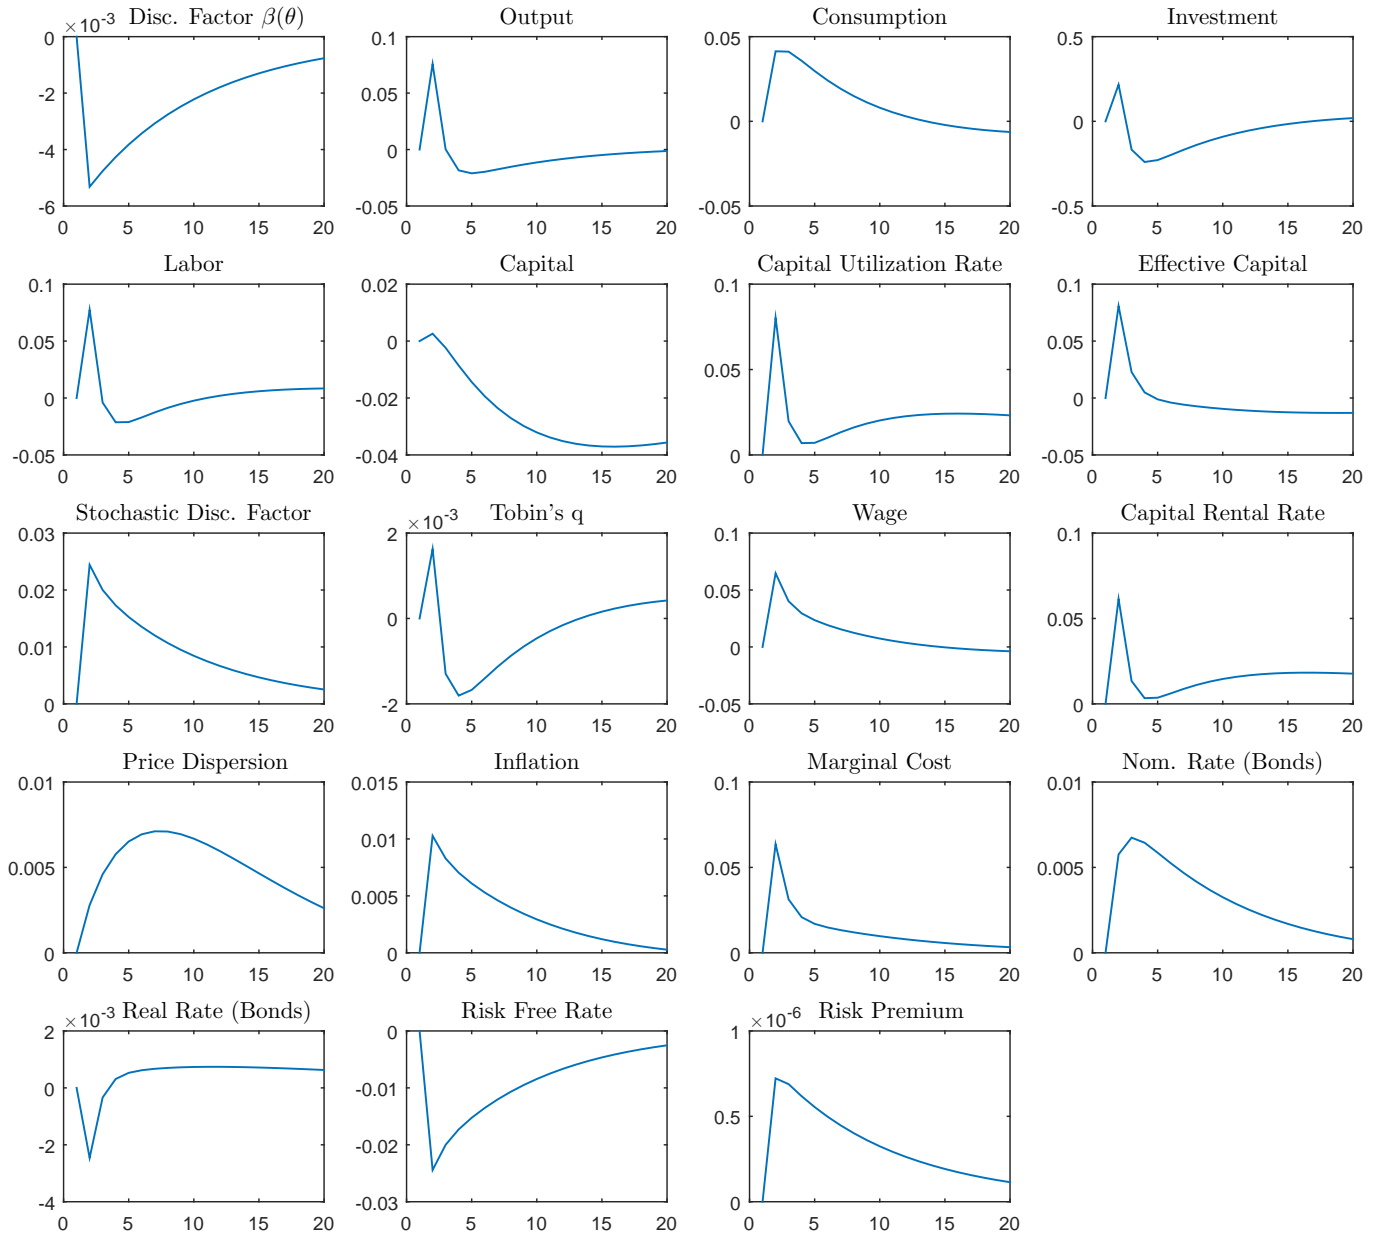 Disc. Factor β(θ)
×10-3
0
-2
-4
-6
0 5 10 15 20
Output
0.1
0.05
0
-0.05
0 5 10 15 20
Consumption
0.05
0
-0.05
0 5 10 15 20
Investment
0.5
0
-0.5
0 5 10 15 20
Labor
0.1
0.05
0
-0.05
0 5 10 15 20
Capital
0.02
0
-0.02
-0.04
0 5 10 15 20
Capital Utilization Rate
0.1
0.05
0
0 5 10 15 20
Effective Capital
0.1
0.05
0
-0.05
0 5 10 15 20
Stochastic Disc. Factor
0.03
0.02
0.01
0
0 5 10 15 20
Tobin's q
×10-3
2
0
-2
0 5 10 15 20
Wage
0.1
0.05
0
-0.05
0 5 10 15 20
Capital Rental Rate
0.1
0.05
0
0 5 10 15 20
Price Dispersion
0.01
0.005
0
0 5 10 15 20
Inflation
0.015
0.01
0.005
0
0 5 10 15 20
Marginal Cost
0.1
0.05
0
0 5 10 15 20
Nom. Rate (Bonds)
0.01
0.005
0
0 5 10 15 20
Real Rate (Bonds)
×10-3
2
0
-2
-4
0 5 10 15 20
Risk Free Rate
0
-0.01
-0.02
-0.03
0 5 10 15 20
Risk Premium
×10-6
1
0.5
0
0 5 10 15 20